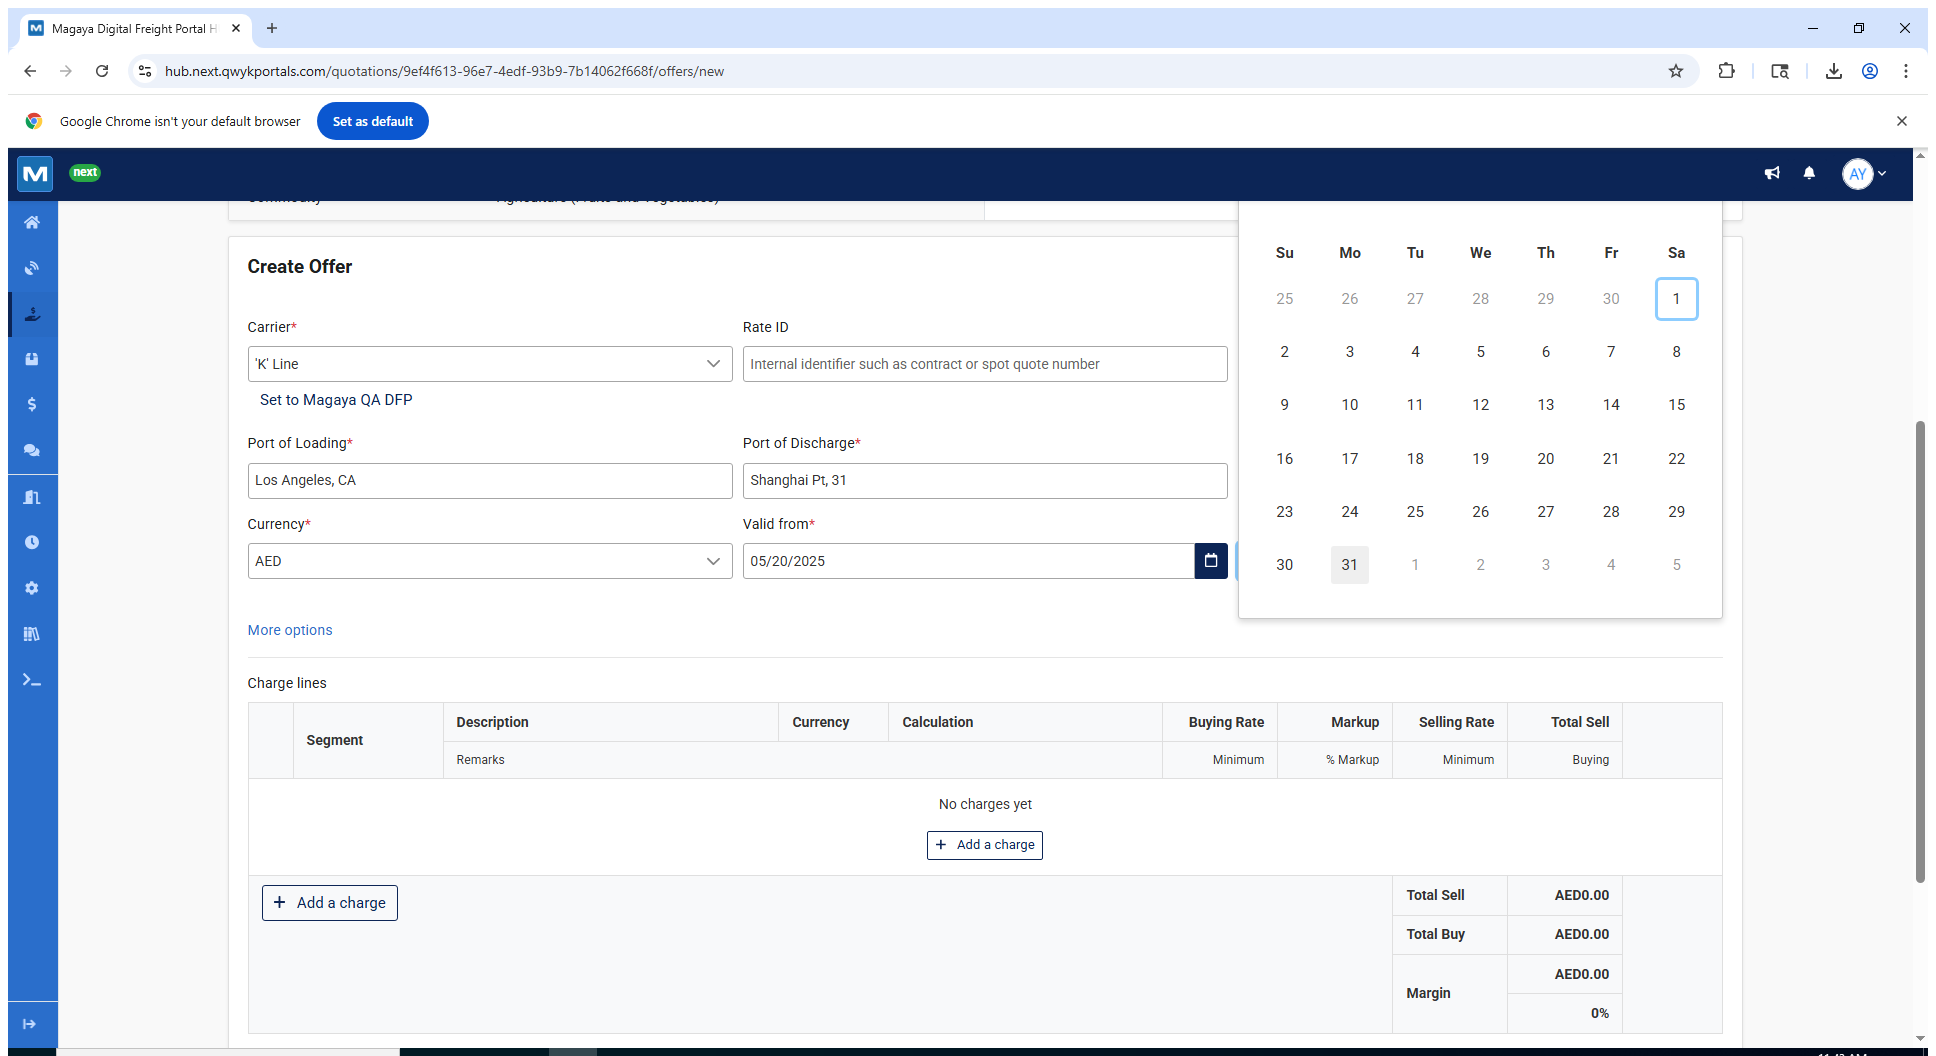 Magaya Digital Freight Portal H
hub.next.qwykportals.com/quotations/9ef4f613-96e7-4edf-93b9-7b14062f668f/offers/new
Google Chrome isn't your default browser
Set as default
M next
AY
Create Offer
Carrier*
Rate ID
'K' Line
Internal identifier such as contract or spot quote number
Set to Magaya QA DFP
Port of Loading*
Port of Discharge*
Los Angeles, CA
Shanghai Pt, 31
Currency*
Valid from*
AED
05/20/2025
Su Mo Tu We Th Fr Sa
25 26 27 28 29 30 1
2 3 4 5 6 7 8
9 10 11 12 13 14 15
16 17 18 19 20 21 22
23 24 25 26 27 28 29
30 31 1 2 3 4 5
More options
Charge lines
Segment
Description Currency Calculation Buying Rate Markup Selling Rate Total Sell
Remarks Minimum % Markup Minimum Buying
No charges yet
+ Add a charge
+ Add a charge
Total Sell AED0.00
Total Buy AED0.00
Margin AED0.00
0%